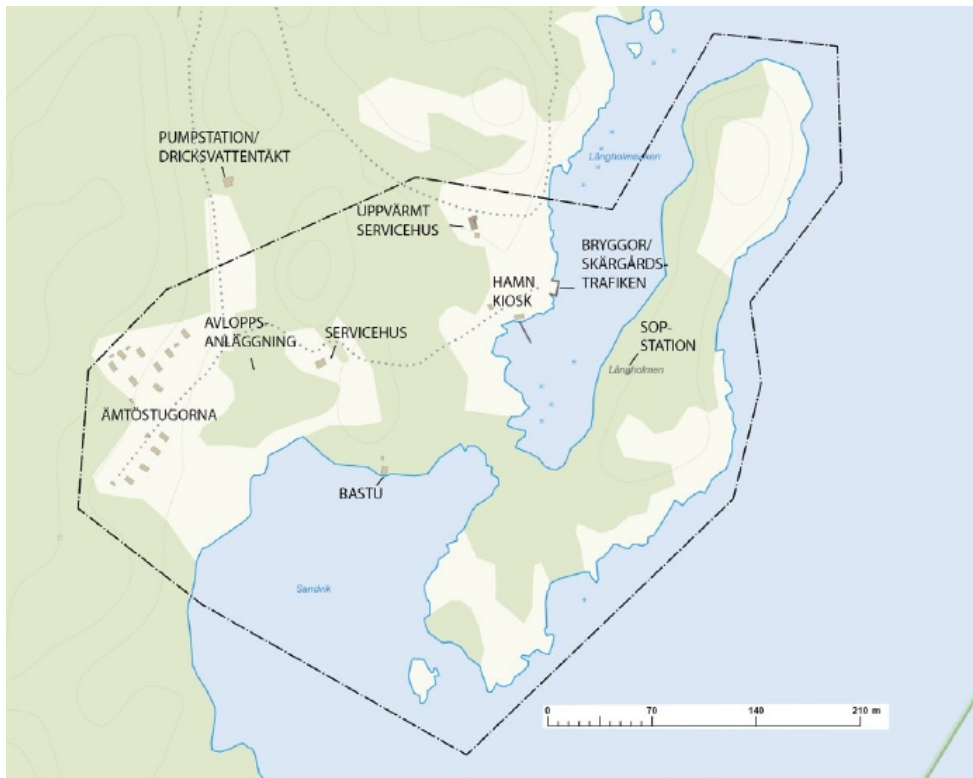 PUMPSTATION/
DRICKSVATTENTÄKT
Långholmsviken
UPPVÄRMT
SERVICEHUS
BRYGGOR/
SKÄRGÅRDS-
TRAFIKEN
HAMN
KIOSK
AVLOPPS-
ANLÄGGNING
SERVICEHUS
SOP-
STATION
Långholmen
ÄMTÖSTUGORNA
BASTU
Sandvik
0 70 140 210 m